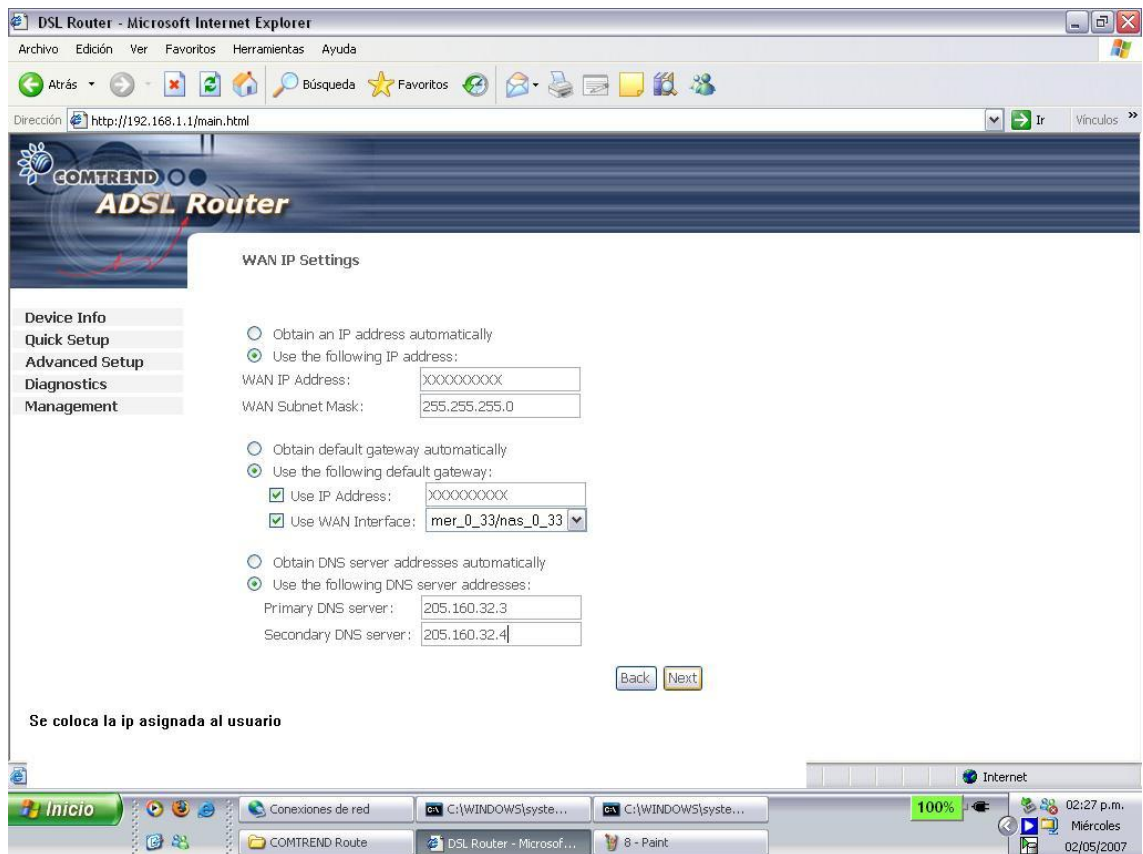 DSL Router - Microsoft Internet Explorer
Archivo Edición Ver Favoritos Herramientas Ayuda
Atrás Búsqueda Favoritos
Dirección http://192.168.1.1/main.html Ir Vínculos »
COMTREND
ADSL Router
WAN IP Settings
Device Info
Quick Setup
Advanced Setup
Diagnostics
Management
Obtain an IP address automatically
Use the following IP address:
WAN IP Address: XXXXXXXXX
WAN Subnet Mask: 255.255.255.0
Obtain default gateway automatically
Use the following default gateway:
Use IP Address: XXXXXXXXX
Use WAN Interface: mer_0_33/nas_0_33
Obtain DNS server addresses automatically
Use the following DNS server addresses:
Primary DNS server: 205.160.32.3
Secondary DNS server: 205.160.32.4
Back Next
Se coloca la ip asignada al usuario
Internet
Inicio Conexiones de red C:\WINDOWS\syste... C:\WINDOWS\syste... 100% 02:27 p.m.
Miércoles
COMTREND Route DSL Router - Microsof... 8 - Paint 02/05/2007